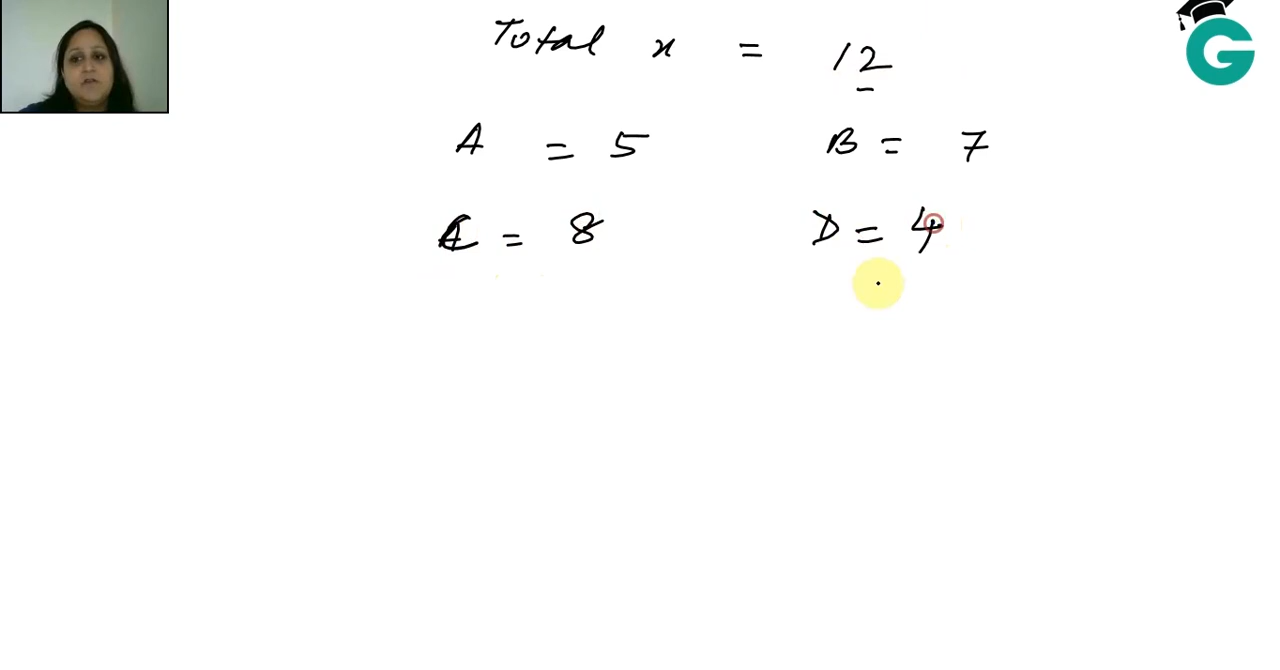 Total x = 12
A = 5 B = 7
C = 8 D = 4
G